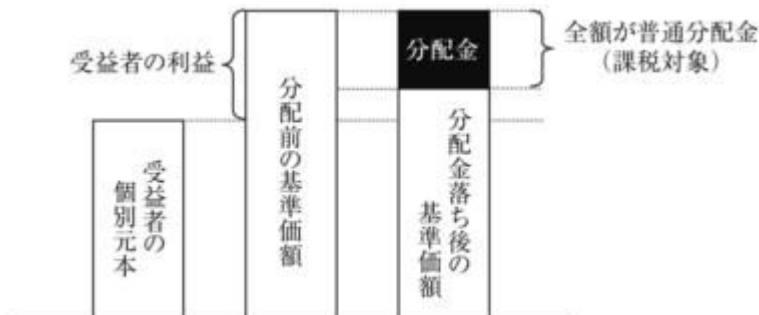 受益者の利益
受益者の
個別元本
分配前の基準価額
分配金
分配金落ち後の
基準価額
全額が普通分配金
（課税対象）